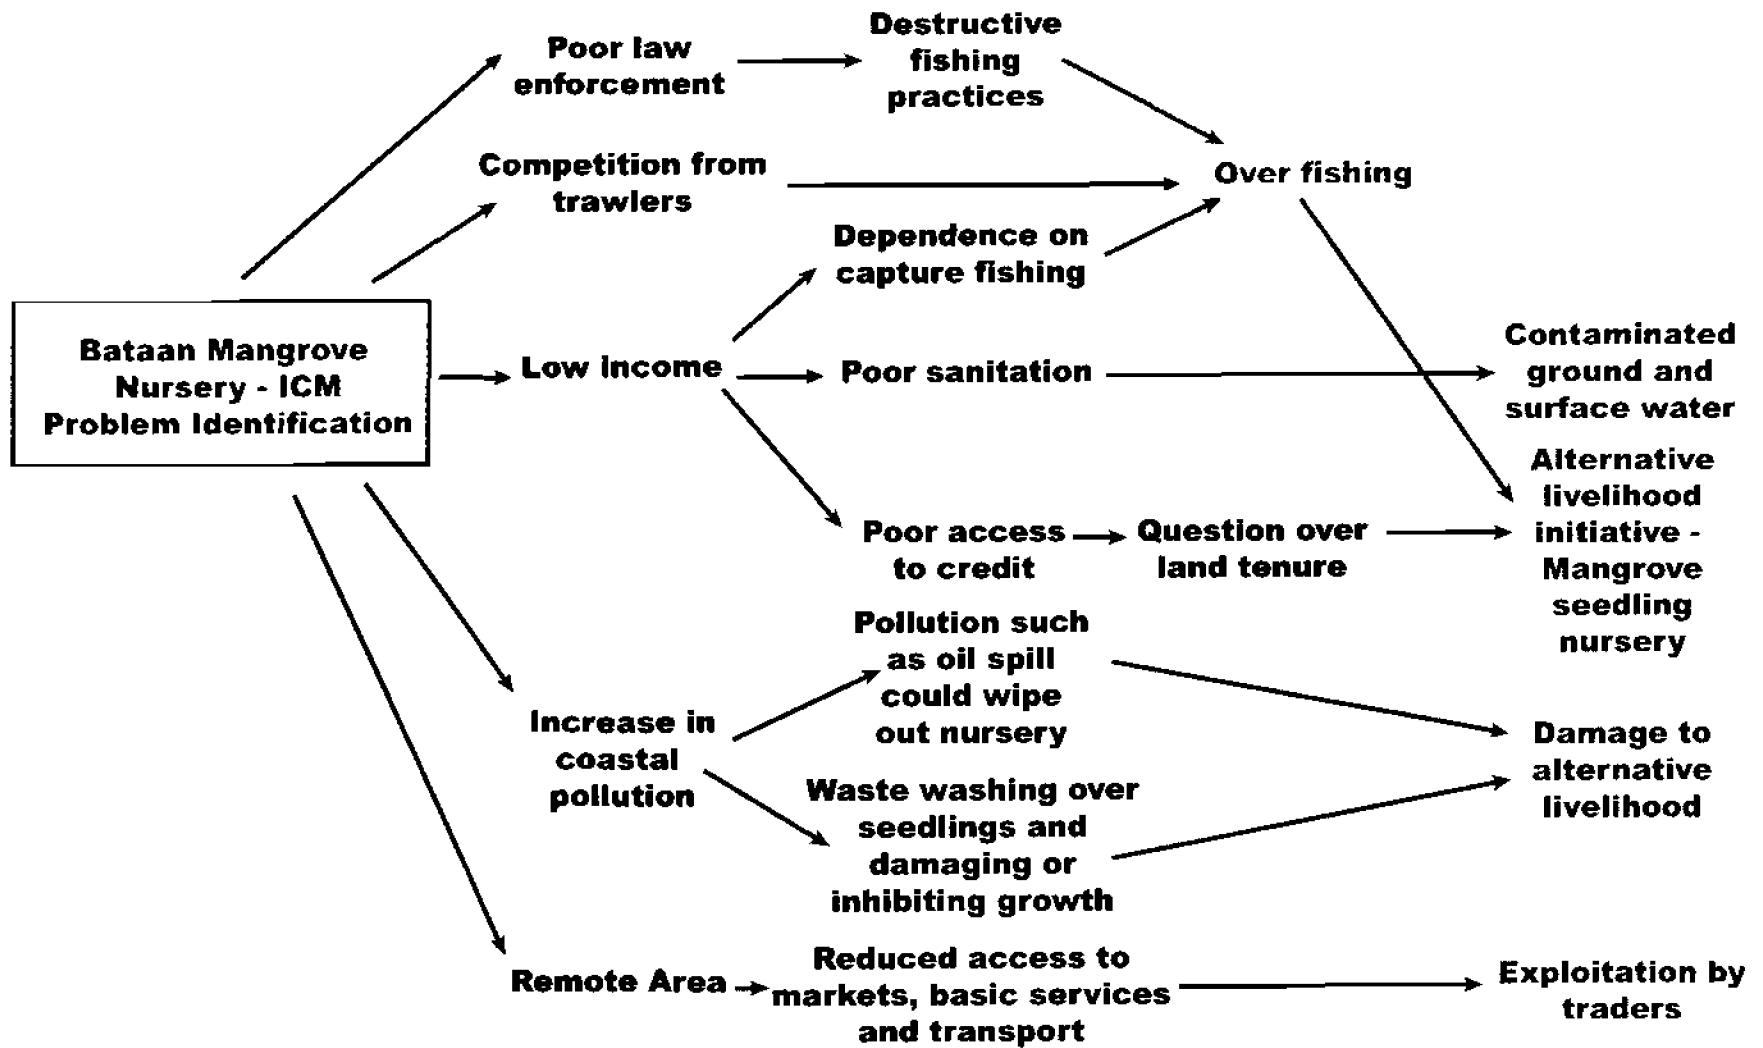 Poor law
enforcement
Destructive
fishing
practices
Competition from
trawlers
Over fishing
Dependence on
capture fishing
Bataan Mangrove
Nursery - ICM
Problem Identification
Low income
Poor sanitation
Contaminated
ground and
surface water
Poor access
to credit
Question over
land tenure
Alternative
livelihood
initiative -
Mangrove
seedling
nursery
Increase in
coastal
pollution
Pollution such
as oil spill
could wipe
out nursery
Waste washing over
seedlings and
damaging or
inhibiting growth
Damage to
alternative
livelihood
Remote Area
Reduced access to
markets, basic services
and transport
Exploitation by
traders